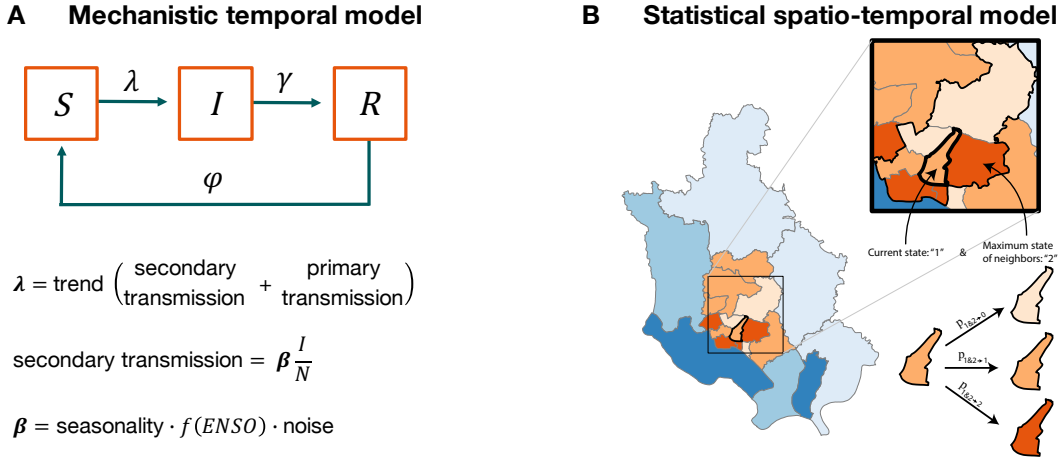 A Mechanistic temporal model
S λ I γ R
φ
λ = trend ( secondary transmission + primary transmission )
secondary transmission = β I/N
β = seasonality · f(ENSO) · noise
B Statistical spatio-temporal model
Current state: "1" & Maximum state
of neighbors: "2"
P1&2→0
P1&2→1
P1&2→2